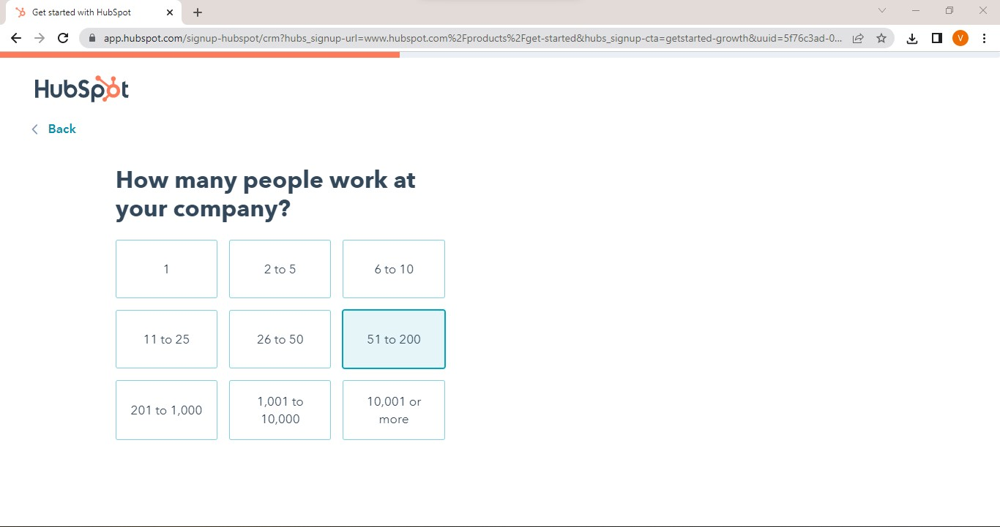 Get started with HubSpot
app.hubspot.com/signup-hubspot/crm?hubs_signup-url=www.hubspot.com%2Fproducts%2Fget-started&hubs_signup-cta=getstarted-growth&uuid=5f76c3ad-0...
V
HubSpot
Back
How many people work at
your company?
1
2 to 5
6 to 10
11 to 25
26 to 50
51 to 200
201 to 1,000
1,001 to
10,000
10,001 or
more